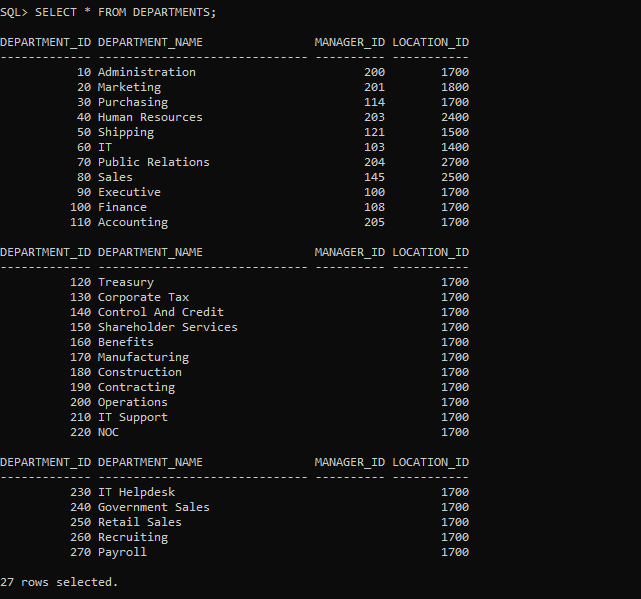 SQL> SELECT * FROM DEPARTMENTS;
DEPARTMENT_ID DEPARTMENT_NAME                MANAGER_ID LOCATION_ID
------------- ------------------------------ ---------- -----------
           10 Administration                        200        1700
           20 Marketing                             201        1800
           30 Purchasing                            114        1700
           40 Human Resources                       203        2400
           50 Shipping                              121        1500
           60 IT                                    103        1400
           70 Public Relations                      204        2700
           80 Sales                                 145        2500
           90 Executive                             100        1700
          100 Finance                               108        1700
          110 Accounting                            205        1700
DEPARTMENT_ID DEPARTMENT_NAME                MANAGER_ID LOCATION_ID
------------- ------------------------------ ---------- -----------
          120 Treasury                                         1700
          130 Corporate Tax                                    1700
          140 Control And Credit                               1700
          150 Shareholder Services                             1700
          160 Benefits                                         1700
          170 Manufacturing                                    1700
          180 Construction                                     1700
          190 Contracting                                      1700
          200 Operations                                       1700
          210 IT Support                                       1700
          220 NOC                                              1700
DEPARTMENT_ID DEPARTMENT_NAME                MANAGER_ID LOCATION_ID
------------- ------------------------------ ---------- -----------
          230 IT Helpdesk                                      1700
          240 Government Sales                                 1700
          250 Retail Sales                                     1700
          260 Recruiting                                       1700
          270 Payroll                                          1700
27 rows selected.